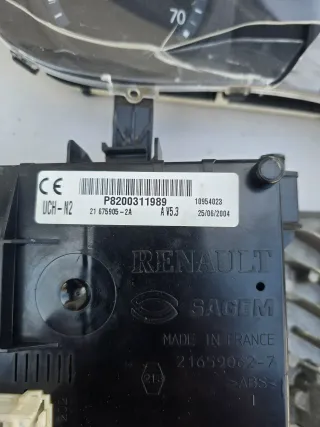 70
CE
P8200311989
10954023
UCH-N2
21 675905-2A
A V5.3
25/06/2004
RENAULT
SAGEM
MADE IN FRANCE
>ABS<